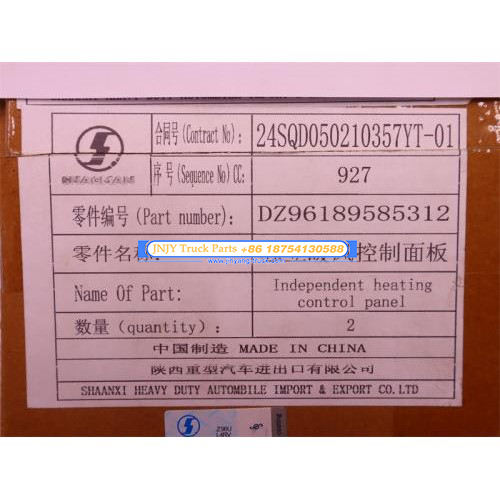 SHACMAN
合同号(Contract No): 24SQD050210357YT-01
序号(Sequence No)CC: 927
零件编号(Part number): DZ96189585312
零件名称: 控制面板
JNJY Truck Parts +86 18754130588
Name Of Part: Independent heating control panel
数量(quantity): 2
中国制造 MADE IN CHINA
陕西重型汽车进出口有限公司
SHAANXI HEAVY DUTY AUTOMBILE IMPORT & EXPORT CO.LTD